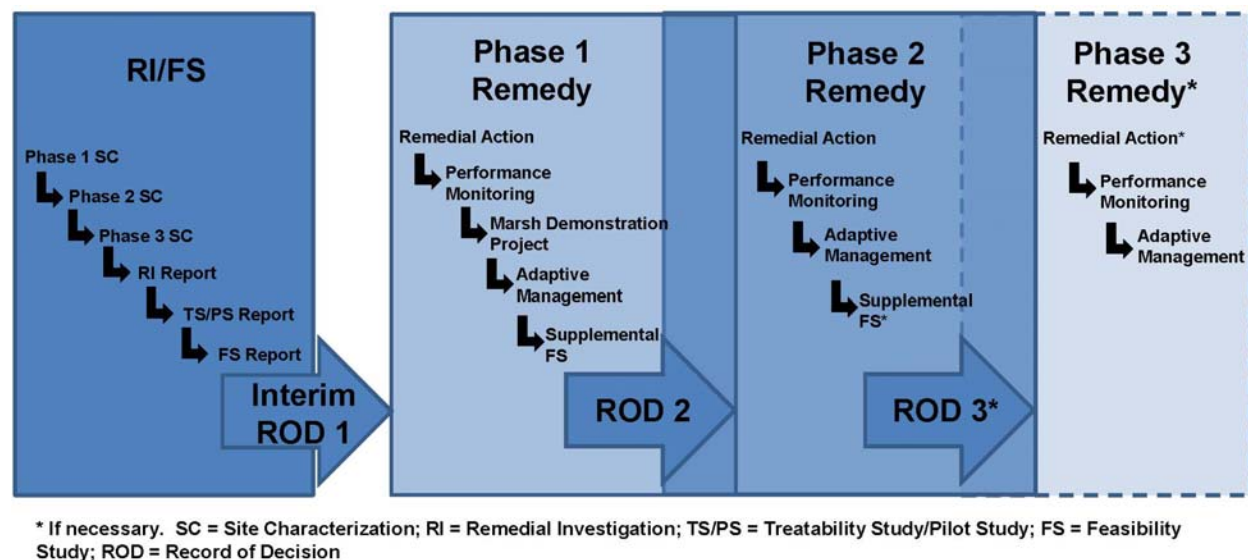 RI/FS
Phase 1 SC
Phase 2 SC
Phase 3 SC
RI Report
TS/PS Report
FS Report
Interim
ROD 1
Phase 1
Remedy
Remedial Action
Performance
Monitoring
Marsh Demonstration
Project
Adaptive
Management
Supplemental
FS
ROD 2
Phase 2
Remedy
Remedial Action
Performance
Monitoring
Adaptive
Management
Supplemental
FS*
ROD 3*
Phase 3
Remedy*
Remedial Action*
Performance
Monitoring
Adaptive
Management
* If necessary. SC = Site Characterization; RI = Remedial Investigation; TS/PS = Treatability Study/Pilot Study; FS = Feasibility
Study; ROD = Record of Decision